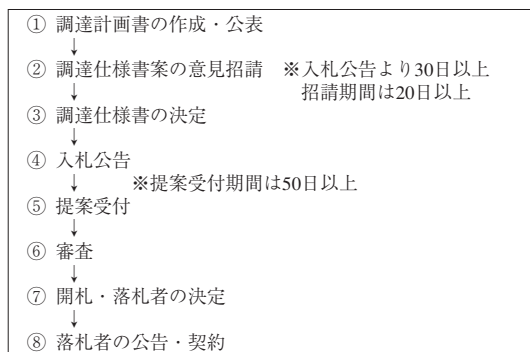 ① 調達計画書の作成・公表
↓
② 調達仕様書案の意見招請　※入札公告より30日以上
↓　招請期間は20日以上
③ 調達仕様書の決定
↓
④ 入札公告
↓　※提案受付期間は50日以上
⑤ 提案受付
↓
⑥ 審査
↓
⑦ 開札・落札者の決定
↓
⑧ 落札者の公告・契約